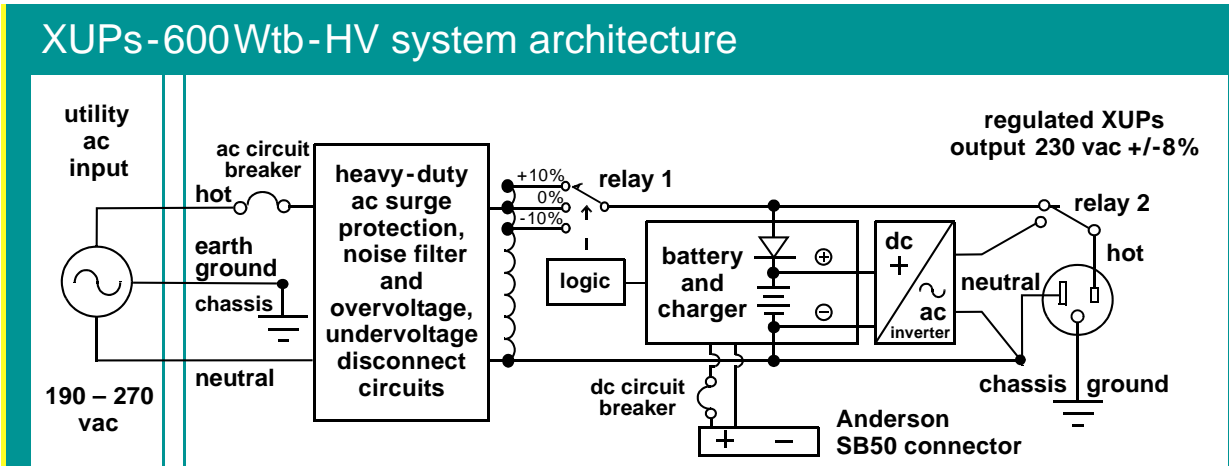 XUPs-600Wtb-HV system architecture
utility
ac
input
190 – 270
vac
ac circuit
breaker
hot
earth
ground
chassis
neutral
heavy-duty
ac surge
protection,
noise filter
and
overvoltage,
undervoltage
disconnect
circuits
+10%
0%
-10%
relay 1
logic
battery
and
charger
+
−
dc
+
ac
inverter
regulated XUPs
output 230 vac +/-8%
relay 2
hot
neutral
chassis ground
dc circuit
breaker
+ −
Anderson
SB50 connector